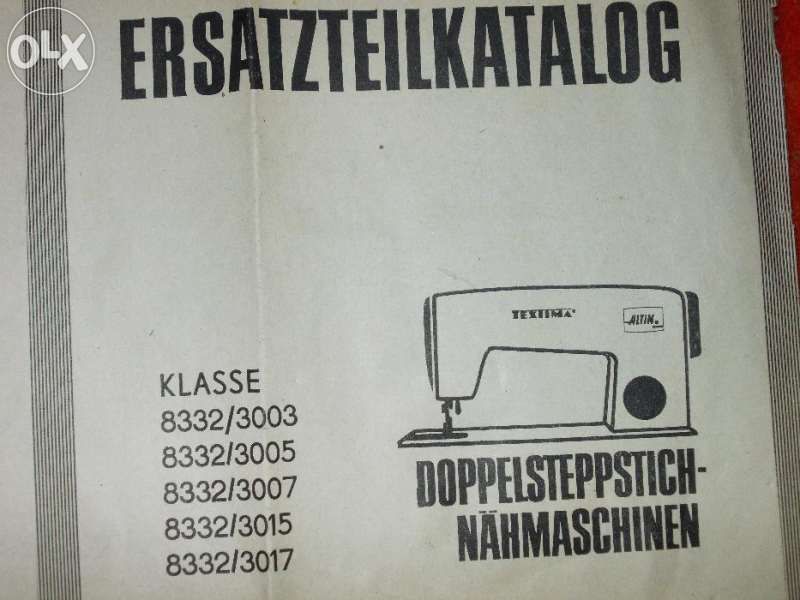 OLX
ERSATZTEILKATALOG
TEXTIMA
ALTIN
KLASSE
8332/3003
8332/3005
8332/3007
8332/3015
8332/3017
DOPPELSTEPPSTICH-
NÄHMASCHINEN